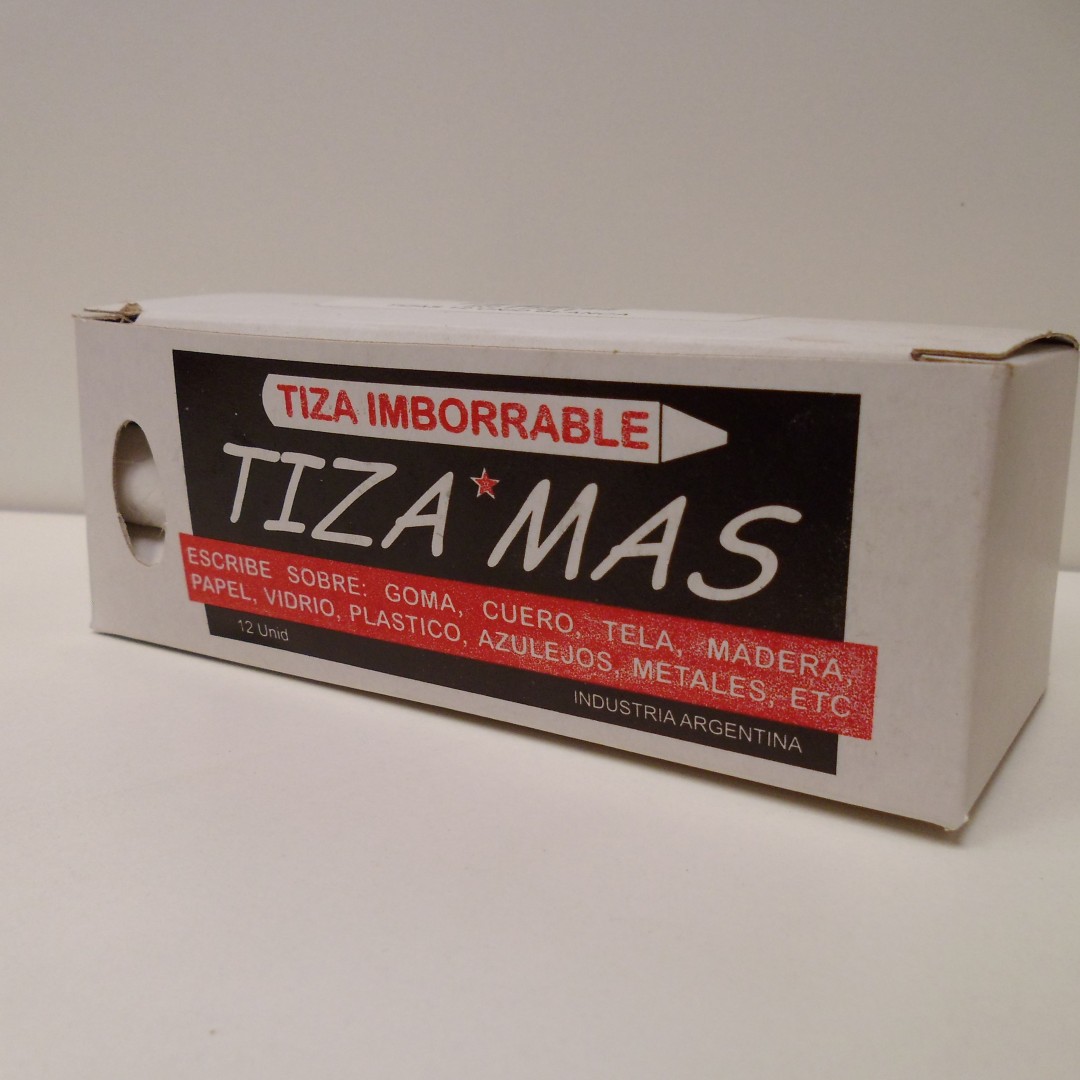 TIZA IMBORRABLE
TIZA MAS
ESCRIBE SOBRE: GOMA, CUERO, TELA, MADERA,
PAPEL, VIDRIO, PLASTICO, AZULEJOS, METALES, ETC
12 Unid
INDUSTRIA ARGENTINA